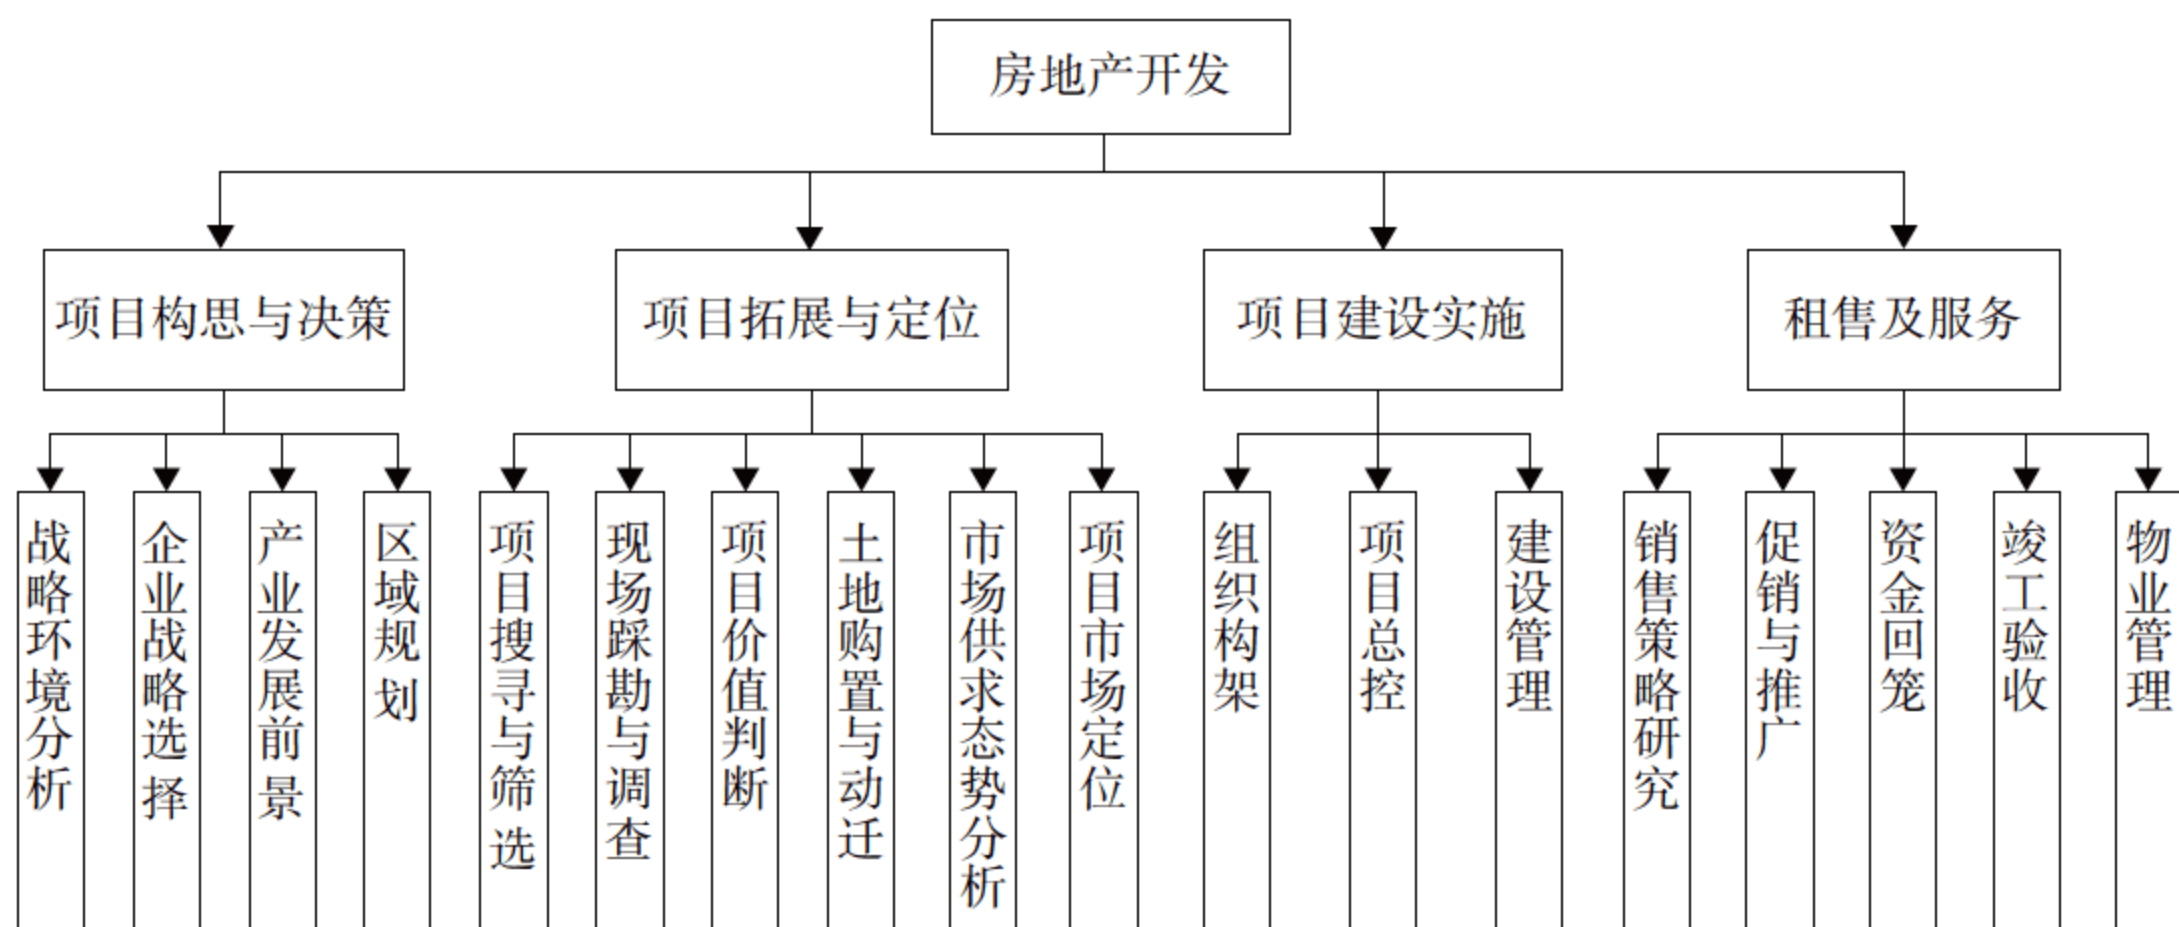 房地产开发
项目构思与决策
项目拓展与定位
项目建设实施
租售及服务
战略环境分析
企业战略选择
产业发展前景
区域规划
项目搜寻与筛选
现场踩勘与调查
项目价值判断
土地购置与动迁
市场供求态势分析
项目市场定位
组织构架
项目总控
建设管理
销售策略研究
促销与推广
资金回笼
竣工验收
物业管理